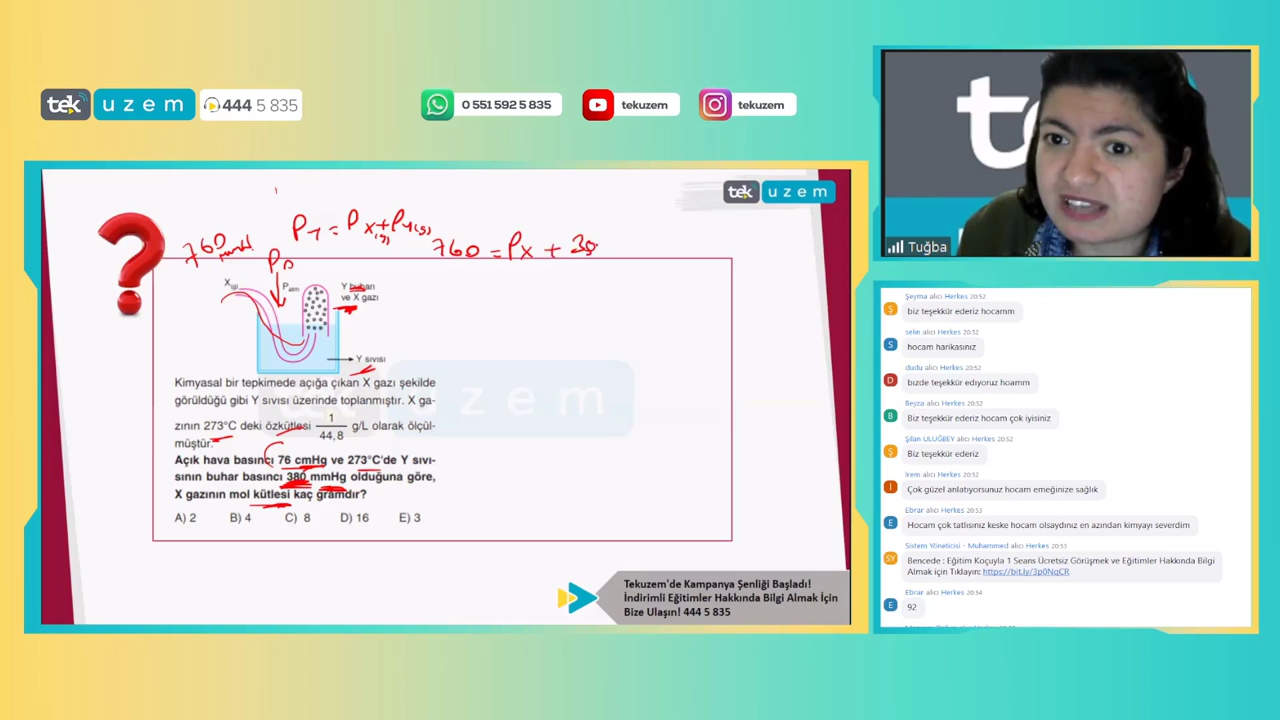 tek uzem 444 5 835
0 551 592 5 835
tekuzem
tekuzem
tek
Tuğba
tek uzem
760
P_T = P_X(g) + P_Y(g)
760 = P_X + 38
P_0
X(g)
P_atm
Y buharı
ve X gazı
Y sıvısı
Kimyasal bir tepkimede açığa çıkan X gazı şekilde
görüldüğü gibi Y sıvısı üzerinde toplanmıştır. X ga-
zının 273°C deki özkütlesi 1/44,8 g/L olarak ölçül-
müştür.
Açık hava basıncı 76 cmHg ve 273°C'de Y sıvı-
sının buhar basıncı 380 mmHg olduğuna göre,
X gazının mol kütlesi kaç gramdır?
A) 2 B) 4 C) 8 D) 16 E) 3
tek uzem
Tekuzem'de Kampanya Şenliği Başladı!
İndirimli Eğitimler Hakkında Bilgi Almak İçin
Bize Ulaşın! 444 5 835
Şeyma alıcı Herkes 20:52
Ş
biz teşekkür ederiz hocamm
selin alıcı Herkes 20:52
S
hocam harikasınız
dudu alıcı Herkes 20:52
D
bizde teşekkür edıyoruz hoamm
Beyza alıcı Herkes 20:52
B
Biz teşekkür ederiz hocam çok iyisiniz
Şilan ULUĞBEY alıcı Herkes 20:52
Ş
Biz teşekkür ederiz
İrem alıcı Herkes 20:52
I
Çok güzel anlatıyorsunuz hocam emeğinize sağlık
Ebrar alıcı Herkes 20:53
E
Hocam çok tatlısınız keske hocam olsaydınız en azından kimyayı severdim
Sistem Yöneticisi - Muhammed alıcı Herkes 20:53
SY
Bencede : Eğitim Koçuyla 1 Seans Ücretsiz Görüşmek ve Eğitimler Hakkında Bilgi
Almak için Tıklayın: https://bit.ly/3p0NqCR
Ebrar alıcı Herkes 20:54
E
92